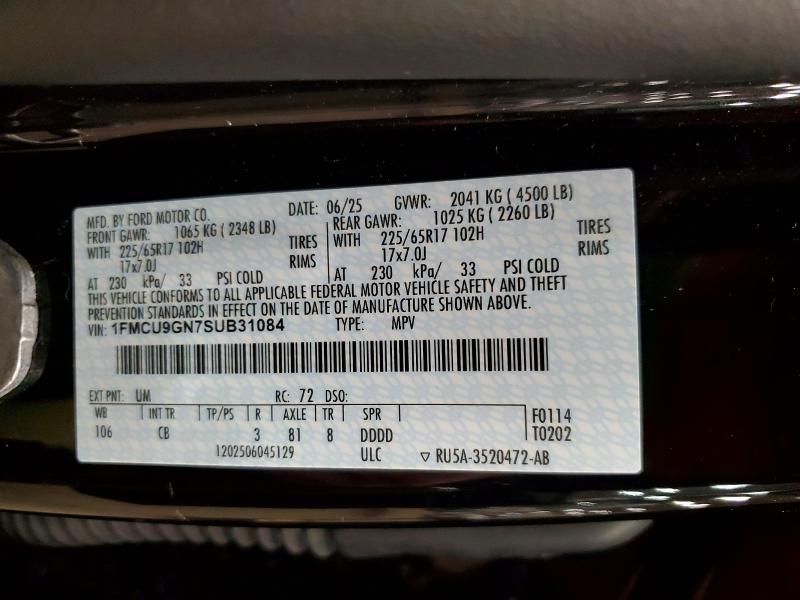 MFD. BY FORD MOTOR CO. DATE: 06/25 GVWR: 2041 KG ( 4500 LB)
FRONT GAWR: 1065 KG ( 2348 LB) REAR GAWR: 1025 KG ( 2260 LB)
WITH 225/65R17 102H TIRES WITH 225/65R17 102H TIRES
17x7.0J RIMS 17x7.0J RIMS
AT 230 kPa/ 33 PSI COLD AT 230 kPa/ 33 PSI COLD
THIS VEHICLE CONFORMS TO ALL APPLICABLE FEDERAL MOTOR VEHICLE SAFETY AND THEFT
PREVENTION STANDARDS IN EFFECT ON THE DATE OF MANUFACTURE SHOWN ABOVE.
VIN: 1FMCU9GN7SUB31084 TYPE: MPV
EXT PNT: UM RC: 72 DSO:
WB INT TR TP/PS R AXLE TR SPR F0114
106 CB 3 81 8 DDDD T0202
1202506045129 ULC ▽ RU5A-3520472-AB